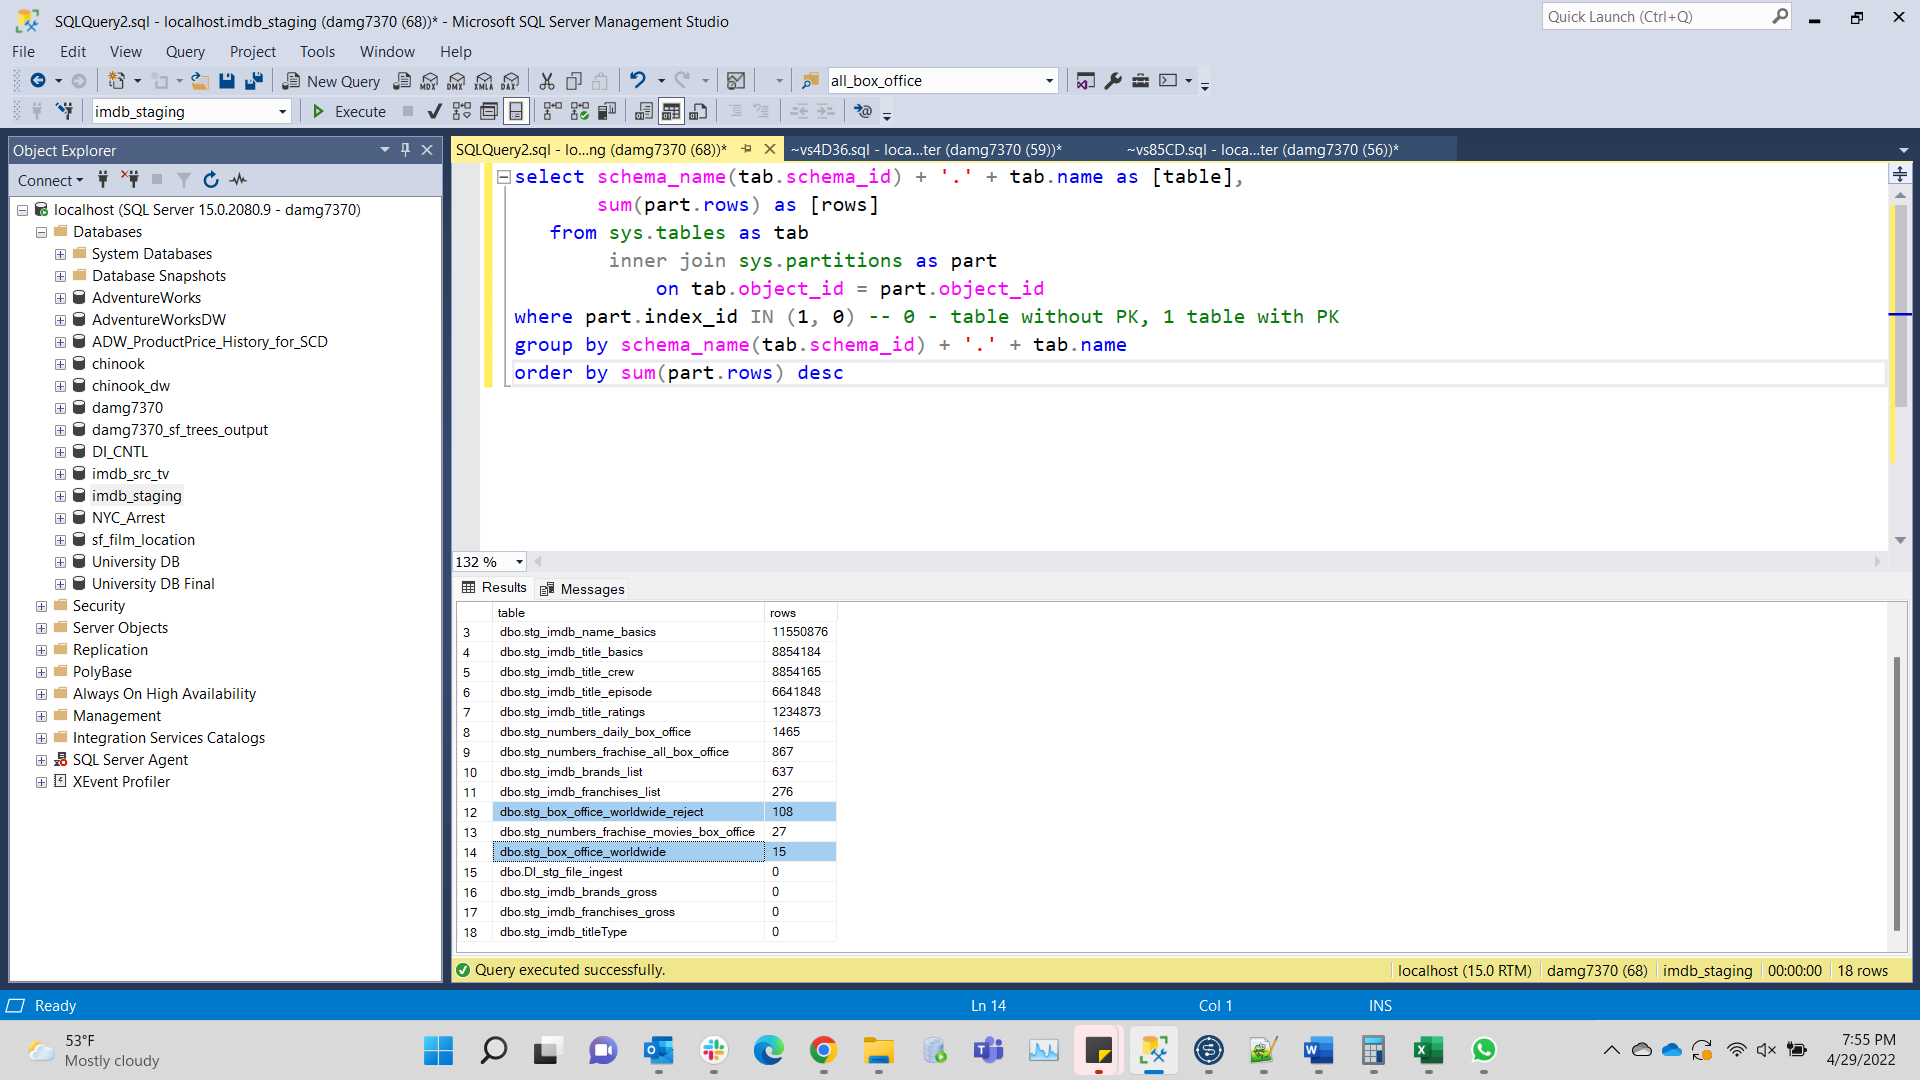 SQLQuery2.sql - localhost.imdb_staging (damg7370 (68))* - Microsoft SQL Server Management Studio
Quick Launch (Ctrl+Q)
File Edit View Query Project Tools Window Help
New Query
MDX DMX XMLA DAX
all_box_office
imdb_staging
Execute
Object Explorer
SQLQuery2.sql - lo...ng (damg7370 (68))*
~vs4D36.sql - loca...ter (damg7370 (59))*
~vs85CD.sql - loca...ter (damg7370 (56))*
Connect
localhost (SQL Server 15.0.2080.9 - damg7370)
Databases
System Databases
Database Snapshots
AdventureWorks
AdventureWorksDW
ADW_ProductPrice_History_for_SCD
chinook
chinook_dw
damg7370
damg7370_sf_trees_output
DI_CNTL
imdb_src_tv
imdb_staging
NYC_Arrest
sf_film_location
University DB
University DB Final
Security
Server Objects
Replication
PolyBase
Always On High Availability
Management
Integration Services Catalogs
SQL Server Agent
XEvent Profiler
select schema_name(tab.schema_id) + '.' + tab.name as [table],
sum(part.rows) as [rows]
from sys.tables as tab
inner join sys.partitions as part
on tab.object_id = part.object_id
where part.index_id IN (1, 0) -- 0 - table without PK, 1 table with PK
group by schema_name(tab.schema_id) + '.' + tab.name
order by sum(part.rows) desc
132 %
Results Messages
table rows
3 dbo.stg_imdb_name_basics 11550876
4 dbo.stg_imdb_title_basics 8854184
5 dbo.stg_imdb_title_crew 8854165
6 dbo.stg_imdb_title_episode 6641848
7 dbo.stg_imdb_title_ratings 1234873
8 dbo.stg_numbers_daily_box_office 1465
9 dbo.stg_numbers_frachise_all_box_office 867
10 dbo.stg_imdb_brands_list 637
11 dbo.stg_imdb_franchises_list 276
12 dbo.stg_box_office_worldwide_reject 108
13 dbo.stg_numbers_frachise_movies_box_office 27
14 dbo.stg_box_office_worldwide 15
15 dbo.DI_stg_file_ingest 0
16 dbo.stg_imdb_brands_gross 0
17 dbo.stg_imdb_franchises_gross 0
18 dbo.stg_imdb_titleType 0
Query executed successfully.
localhost (15.0 RTM) damg7370 (68) imdb_staging 00:00:00 18 rows
Ready Ln 14 Col 1 INS
53°F
Mostly cloudy
7:55 PM
4/29/2022